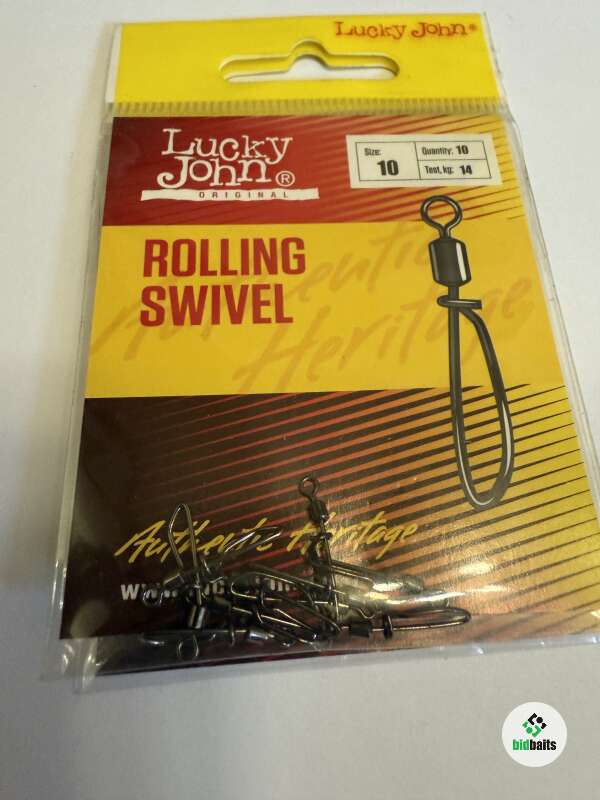 Lucky John®
Lucky
John®
ORIGINAL
Size:
10
Quantity: 10
Test, kg: 14
ROLLING
SWIVEL
Authentic
Heritage
Authentic Heritage
bidbaits